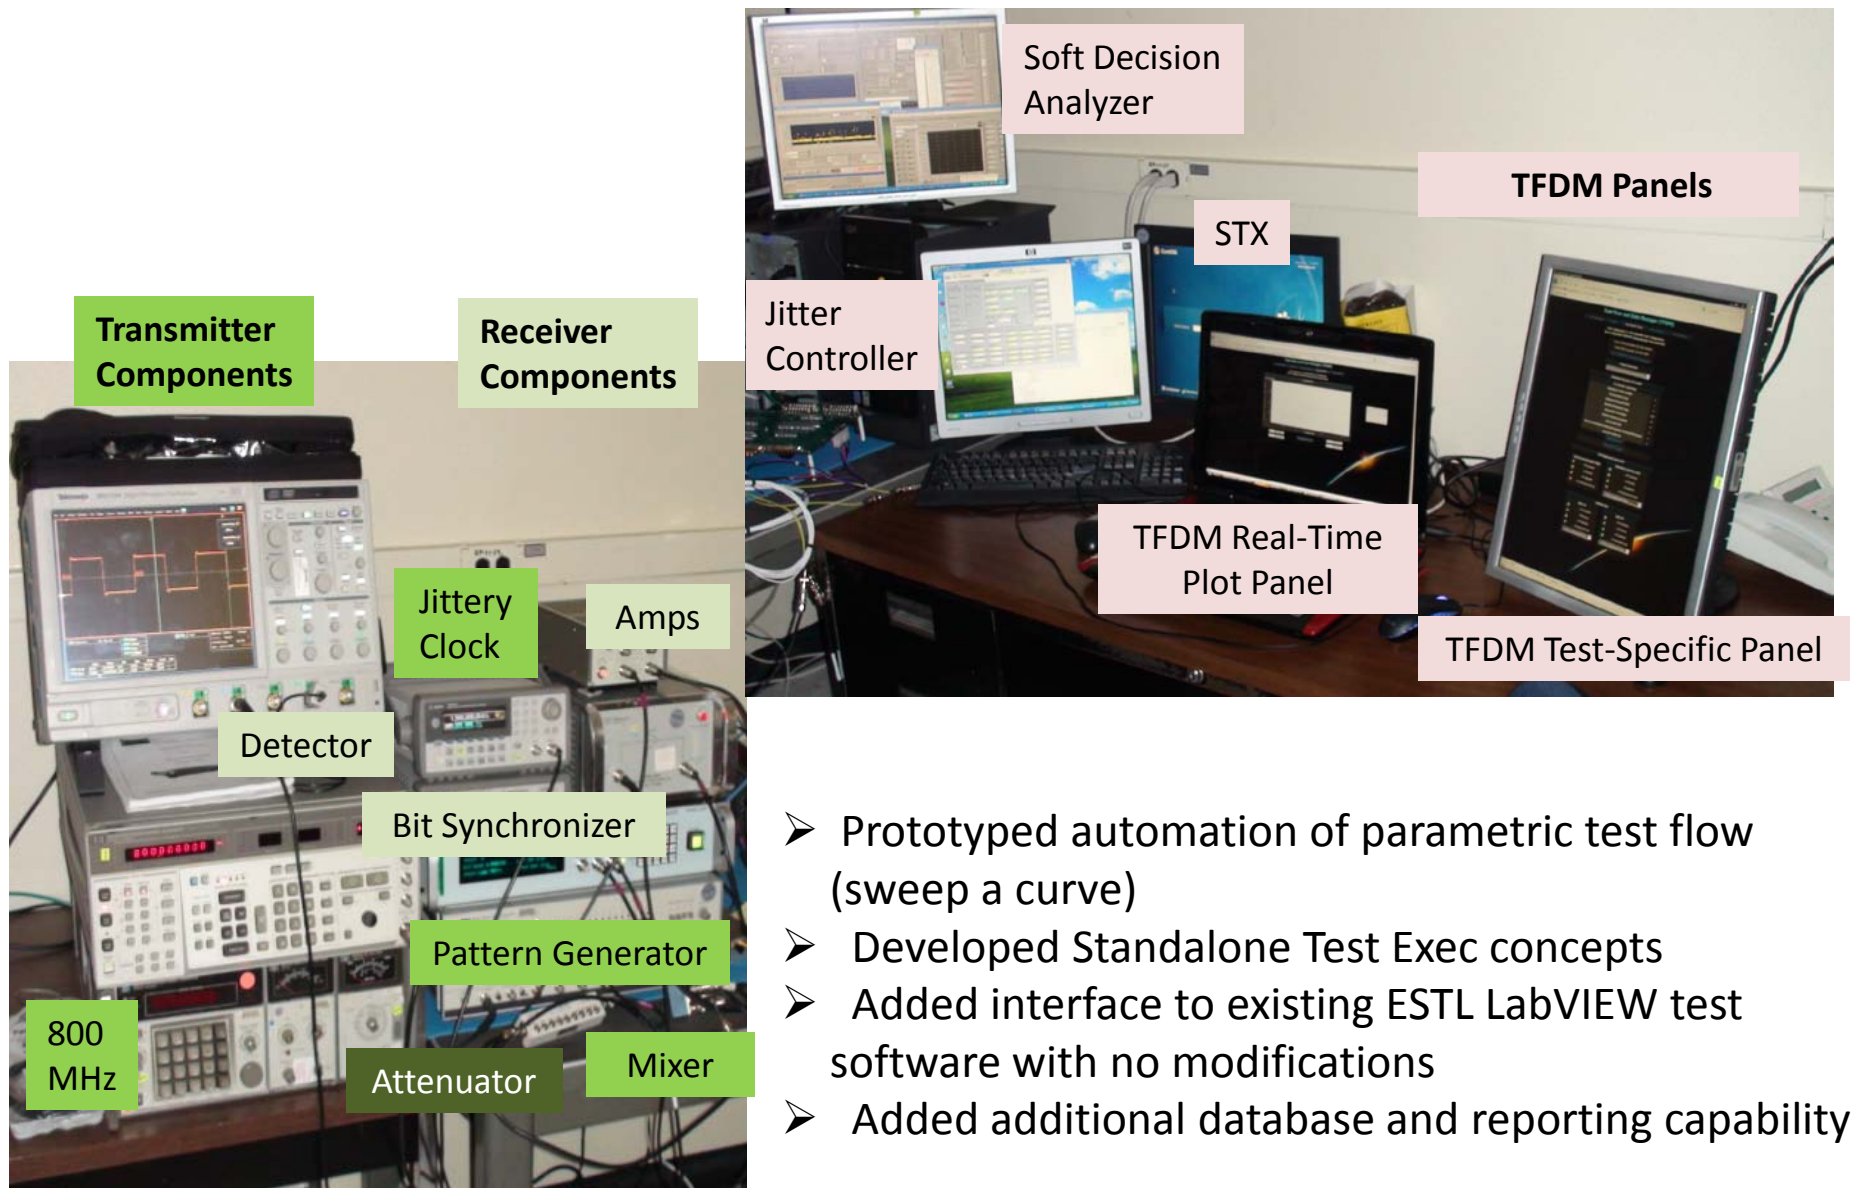 Soft Decision
Analyzer
TFDM Panels
STX
Jitter
Controller
Transmitter
Components
Receiver
Components
TFDM Real-Time
Plot Panel
TFDM Test-Specific Panel
Jittery
Clock
Amps
Detector
Bit Synchronizer
Pattern Generator
800
MHz
Attenuator
Mixer
➢ Prototyped automation of parametric test flow
(sweep a curve)
➢ Developed Standalone Test Exec concepts
➢ Added interface to existing ESTL LabVIEW test
software with no modifications
➢ Added additional database and reporting capability